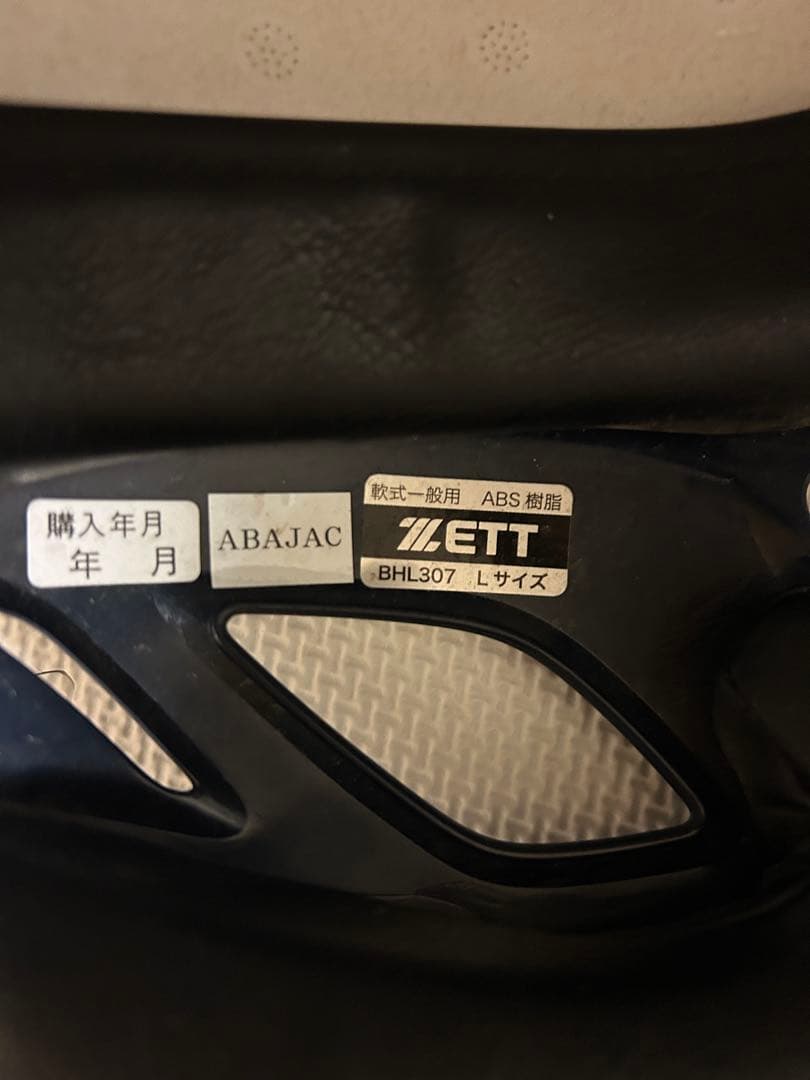 購入年月
年 月
ABAJAC
軟式一般用 ABS樹脂
ZETT
BHL307 Lサイズ